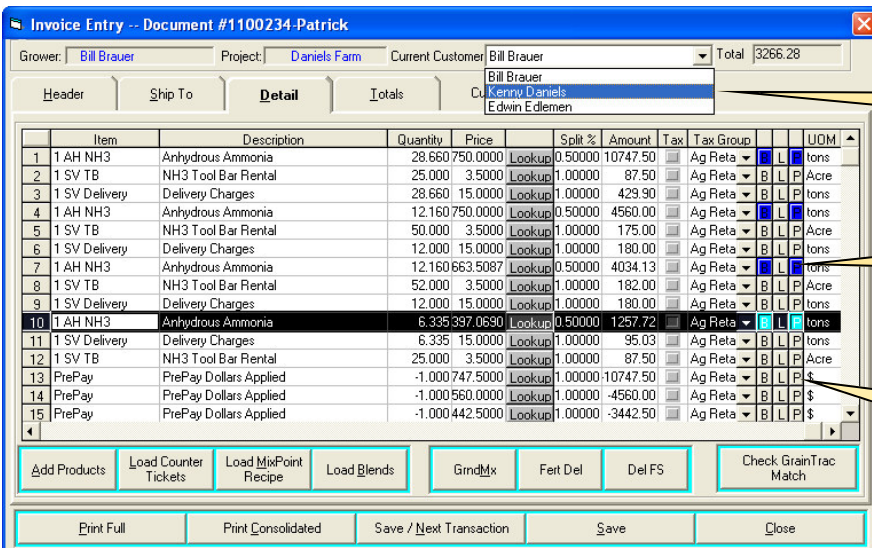 Invoice Entry -- Document #1100234-Patrick
Grower: Bill Brauer Project: Daniels Farm Current Customer Bill Brauer Total 3266.28
Bill Brauer
Kenny Daniels
Edwin Edlemen
Header Ship To Detail Totals Cu
Item Description Quantity Price Split % Amount Tax Tax Group UOM
1 1 AH NH3 Anhydrous Ammonia 28.660 750.0000 Lookup 0.50000 10747.50 Ag Reta B L P tons
2 1 SV TB NH3 Tool Bar Rental 25.000 3.5000 Lookup 1.00000 87.50 Ag Reta B L P Acre
3 1 SV Delivery Delivery Charges 28.660 15.0000 Lookup 1.00000 429.90 Ag Reta B L P tons
4 1 AH NH3 Anhydrous Ammonia 12.160 750.0000 Lookup 0.50000 4560.00 Ag Reta B L P tons
5 1 SV TB NH3 Tool Bar Rental 50.000 3.5000 Lookup 1.00000 175.00 Ag Reta B L P Acre
6 1 SV Delivery Delivery Charges 12.000 15.0000 Lookup 1.00000 180.00 Ag Reta B L P tons
7 1 AH NH3 Anhydrous Ammonia 12.160 663.5087 Lookup 0.50000 4034.13 Ag Reta B L P tons
8 1 SV TB NH3 Tool Bar Rental 52.000 3.5000 Lookup 1.00000 182.00 Ag Reta B L P Acre
9 1 SV Delivery Delivery Charges 12.000 15.0000 Lookup 1.00000 180.00 Ag Reta B L P tons
10 1 AH NH3 Anhydrous Ammonia 6.335 397.0690 Lookup 0.50000 1257.72 Ag Reta B L P tons
11 1 SV Delivery Delivery Charges 6.335 15.0000 Lookup 1.00000 95.03 Ag Reta B L P tons
12 1 SV TB NH3 Tool Bar Rental 25.000 3.5000 Lookup 1.00000 87.50 Ag Reta B L P Acre
13 PrePay PrePay Dollars Applied -1.000 747.5000 Lookup 1.00000 -10747.50 Ag Reta B L P $
14 PrePay PrePay Dollars Applied -1.000 560.0000 Lookup 1.00000 -4560.00 Ag Reta B L P $
15 PrePay PrePay Dollars Applied -1.000 442.5000 Lookup 1.00000 -3442.50 Ag Reta B L P $
Add Products Load Counter Tickets Load MixPoint Recipe Load Blends GrndMx Fert Del Del FS Check GrainTrac Match
Print Full Print Consolidated Save / Next Transaction Save Close